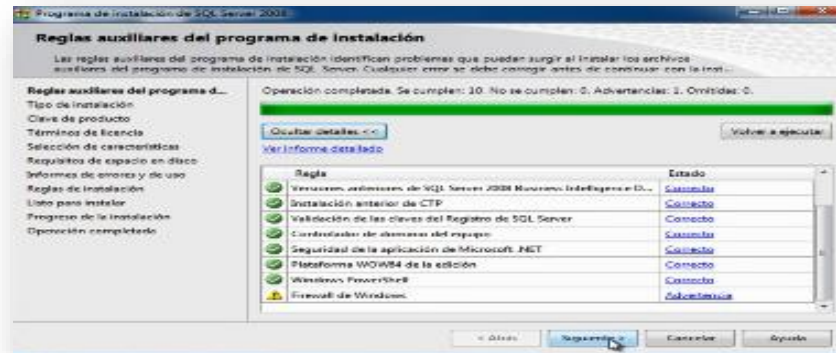 Programa de instalación de SQL Server 2008
Reglas auxiliares del programa de instalación
Las reglas auxiliares del programa de instalación identifican problemas que puedan surgir al instalar los archivos
auxiliares del programa de instalación de SQL Server. Cualquier error se debe corregir antes de continuar con la inst...
Reglas auxiliares del programa d...
Tipo de instalación
Clave de producto
Términos de licencia
Selección de características
Requisitos de espacio en disco
Informes de errores y de uso
Reglas de instalación
Listo para instalar
Progreso de la instalación
Operación completada
Operación completada. Se cumplen: 10. No se cumplen: 0. Advertencias: 1. Omitidas: 0.
Ocultar detalles <<
Volver a ejecutar
Ver informe detallado
Regla Estado
Versiones anteriores de SQL Server 2008 Business Intelligence D... Correcto
Instalación anterior de CTP Correcto
Validación de las claves del Registro de SQL Server Correcto
Controlador de dominio del equipo Correcto
Seguridad de la aplicación de Microsoft .NET Correcto
Plataforma WOW64 de la edición Correcto
Windows PowerShell Correcto
Firewall de Windows Advertencia
< Atrás Siguiente > Cancelar Ayuda